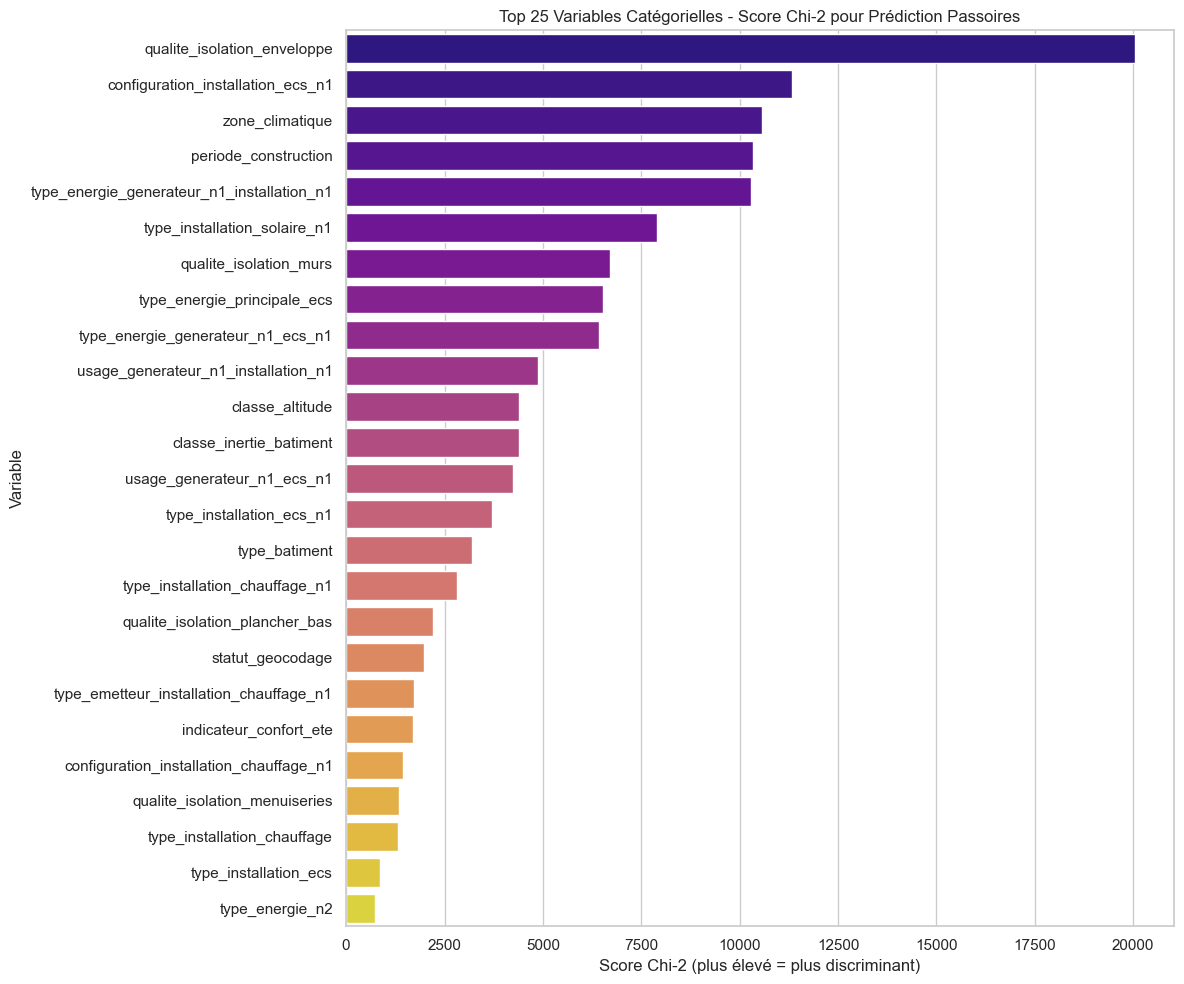 Top 25 Variables Catégorielles - Score Chi-2 pour Prédiction Passoires
Variable
qualite_isolation_enveloppe
configuration_installation_ecs_n1
zone_climatique
periode_construction
type_energie_generateur_n1_installation_n1
type_installation_solaire_n1
qualite_isolation_murs
type_energie_principale_ecs
type_energie_generateur_n1_ecs_n1
usage_generateur_n1_installation_n1
classe_altitude
classe_inertie_batiment
usage_generateur_n1_ecs_n1
type_installation_ecs_n1
type_batiment
type_installation_chauffage_n1
qualite_isolation_plancher_bas
statut_geocodage
type_emetteur_installation_chauffage_n1
indicateur_confort_ete
configuration_installation_chauffage_n1
qualite_isolation_menuiseries
type_installation_chauffage
type_installation_ecs
type_energie_n2
0 2500 5000 7500 10000 12500 15000 17500 20000
Score Chi-2 (plus élevé = plus discriminant)